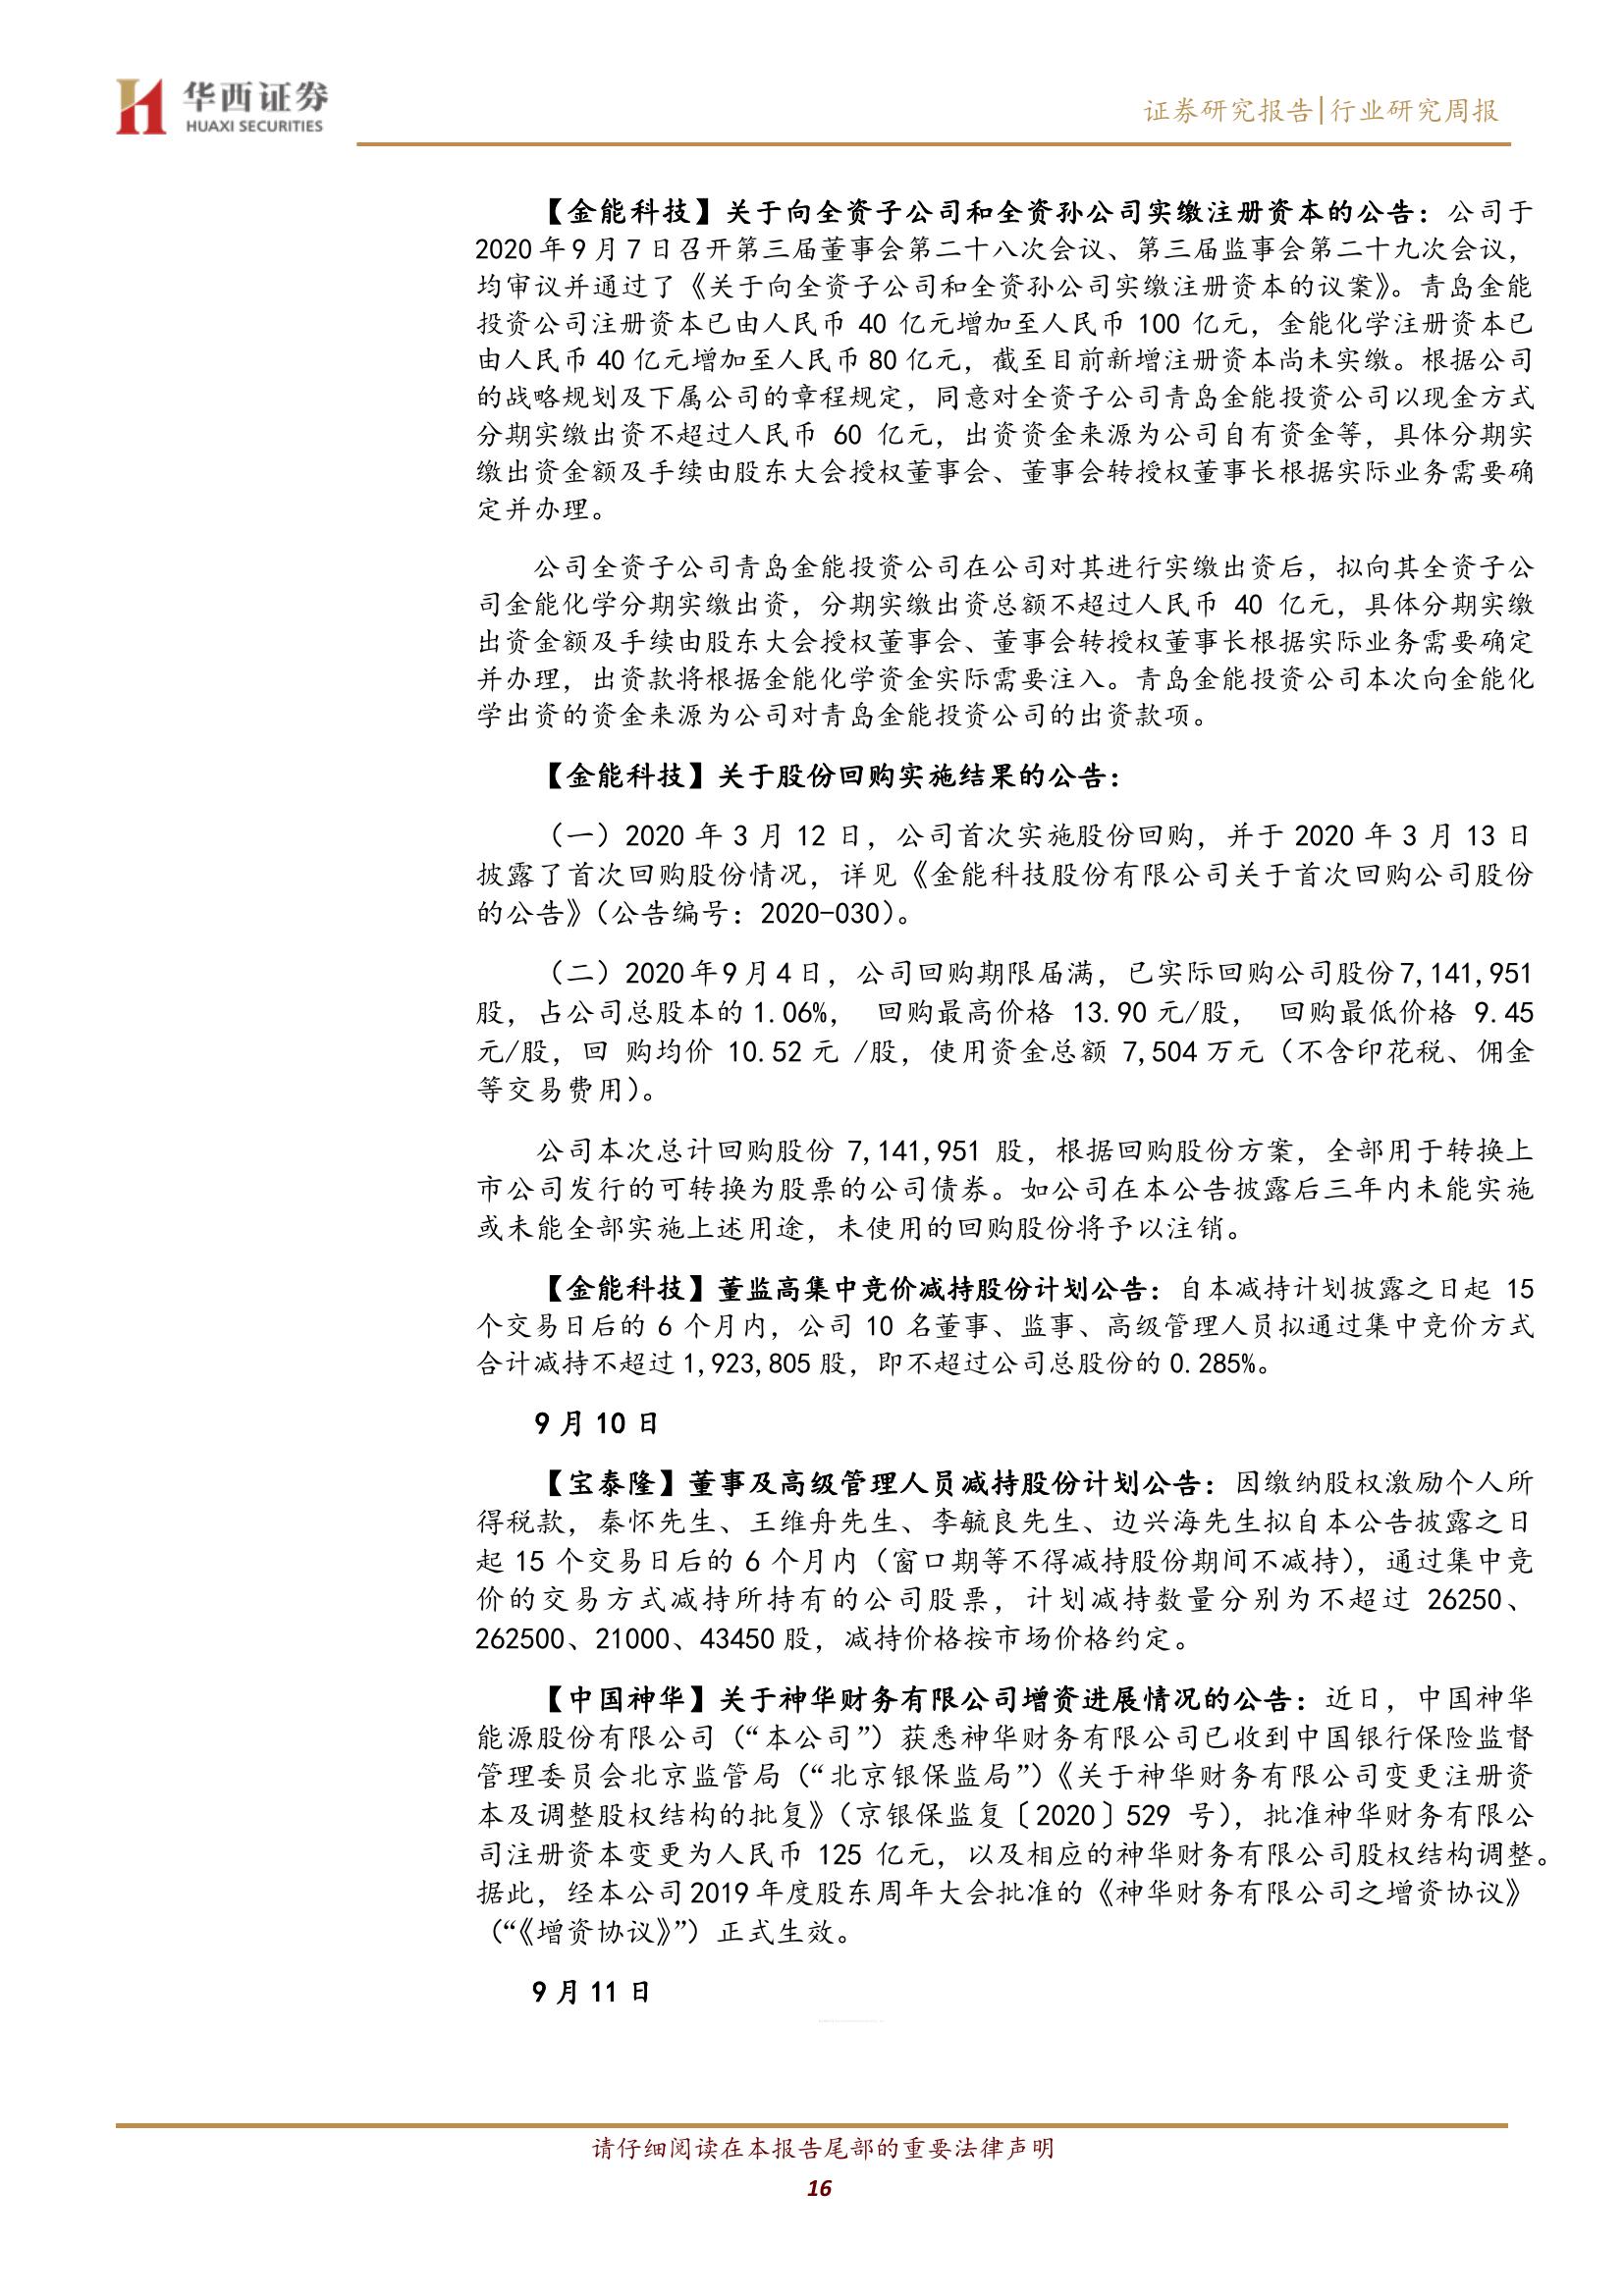 华西证券
HUAXI SECURITIES
证券研究报告|行业研究周报
【金能科技】关于向全资子公司和全资孙公司实缴注册资本的公告：公司于
2020年9月7日召开第三届董事会第二十八次会议、第三届监事会第二十九次会议，
均审议并通过了《关于向全资子公司和全资孙公司实缴注册资本的议案》。青岛金能
投资公司注册资本已由人民币 40 亿元增加至人民币 100 亿元，金能化学注册资本已
由人民币 40 亿元增加至人民币 80 亿元，截至目前新增注册资本尚未实缴。根据公司
的战略规划及下属公司的章程规定，同意对全资子公司青岛金能投资公司以现金方式
分期实缴出资不超过人民币 60 亿元，出资资金来源为公司自有资金等，具体分期实
缴出资金额及手续由股东大会授权董事会、董事会转授权董事长根据实际业务需要确
定并办理。
公司全资子公司青岛金能投资公司在公司对其进行实缴出资后，拟向其全资子公
司金能化学分期实缴出资，分期实缴出资总额不超过人民币 40 亿元，具体分期实缴
出资金额及手续由股东大会授权董事会、董事会转授权董事长根据实际业务需要确定
并办理，出资款将根据金能化学资金实际需要注入。青岛金能投资公司本次向金能化
学出资的资金来源为公司对青岛金能投资公司的出资款项。
【金能科技】关于股份回购实施结果的公告：
（一）2020 年 3 月 12 日，公司首次实施股份回购，并于 2020 年 3 月 13 日
披露了首次回购股份情况，详见《金能科技股份有限公司关于首次回购公司股份
的公告》（公告编号：2020-030）。
（二）2020年9月4日，公司回购期限届满，已实际回购公司股份7,141,951
股，占公司总股本的 1.06%， 回购最高价格 13.90 元/股， 回购最低价格 9.45
元/股，回 购均价 10.52 元 /股，使用资金总额 7,504 万元（不含印花税、佣金
等交易费用）。
公司本次总计回购股份 7,141,951 股，根据回购股份方案，全部用于转换上
市公司发行的可转换为股票的公司债券。如公司在本公告披露后三年内未能实施
或未能全部实施上述用途，未使用的回购股份将予以注销。
【金能科技】董监高集中竞价减持股份计划公告：自本减持计划披露之日起 15
个交易日后的 6 个月内，公司 10 名董事、监事、高级管理人员拟通过集中竞价方式
合计减持不超过 1,923,805 股，即不超过公司总股份的 0.285%。
9 月 10 日
【宝泰隆】董事及高级管理人员减持股份计划公告：因缴纳股权激励个人所
得税款，秦怀先生、王维舟先生、李毓良先生、边兴海先生拟自本公告披露之日
起 15 个交易日后的 6 个月内（窗口期等不得减持股份期间不减持），通过集中竞
价的交易方式减持所持有的公司股票，计划减持数量分别为不超过 26250、
262500、21000、43450 股，减持价格按市场价格约定。
【中国神华】关于神华财务有限公司增资进展情况的公告：近日，中国神华
能源股份有限公司（“本公司”）获悉神华财务有限公司已收到中国银行保险监督
管理委员会北京监管局（“北京银保监局”）《关于神华财务有限公司变更注册资
本及调整股权结构的批复》（京银保监复〔2020〕529 号），批准神华财务有限公
司注册资本变更为人民币 125 亿元，以及相应的神华财务有限公司股权结构调整。
据此，经本公司2019年度股东周年大会批准的《神华财务有限公司之增资协议》
（“《增资协议》”）正式生效。
9 月 11 日
请仔细阅读在本报告尾部的重要法律声明
16